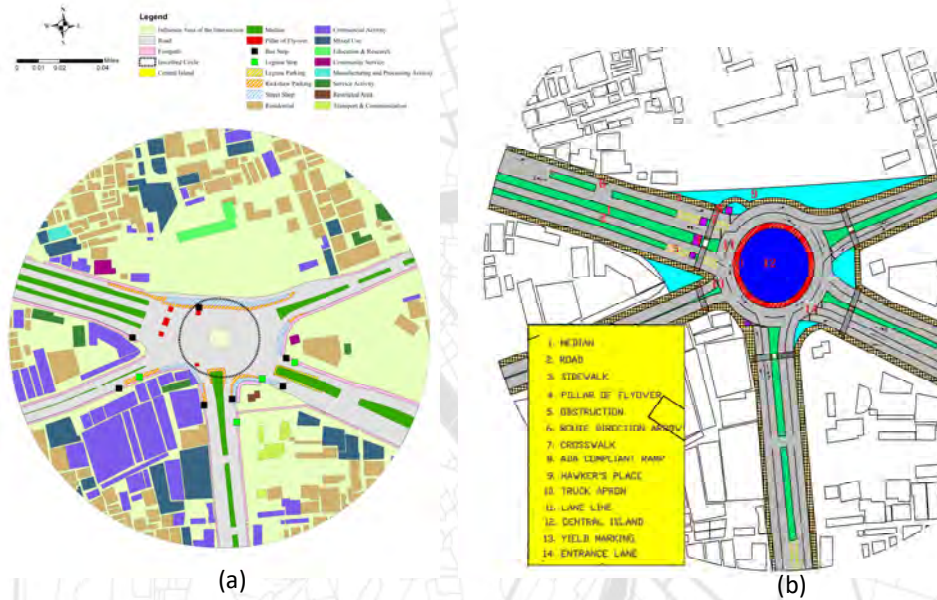 Legend
Influence Area of the Intersection
Road
Footpath
Inscribed Circle
Central Island
Median
Pillar of Flyover
Bus Stop
Leguna Stop
Leguna Parking
Rickshaw Parking
Street Shop
Residential
Commercial Activity
Mixed Use
Education & Research
Community Service
Manufacturing and Processing Activity
Service Activity
Restricted Area
Transport & Communication
N
W
E
S
Miles
0
0.01
0.02
0.04
1. MEDIAN
2. ROAD
3. SIDEWALK
4. PILLAR OF FLYOVER
5. OBSTRUCTION
6. ROUTE DIRECTION ARROW
7. CROSSWALK
8. ADA COMPLIANT RAMP
9. HAWKER'S PLACE
10. TRUCK APRON
11. LANE LINE
12. CENTRAL ISLAND
13. YIELD MARKING
14. ENTRANCE LANE
12
(a)
(b)